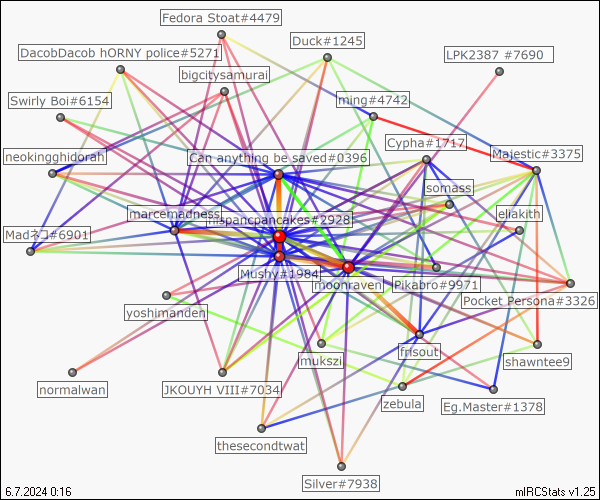 Fedora Stoat#4479
Duck#1245
DacobDacob hORNY police#5271
LPK2387 #7690
bigcitysamurai
Swirly Boi#6154
ming#4742
Cypha#1717
Majestic#3375
neokingghidorah
Can anything be saved#0396
somass
eliakith
marcemadness
hispancpancakes#2928
Madネコ#6901
Mushy#1984
moonraven
Pikabro#9971
Pocket Persona#3326
yoshimanden
imukszi
frisout
shawntee9
normalwan
JKOUYH VIII#7034
zebula
Eg.Master#1378
thesecondtwat
Silver#7938
6.7.2024 0:16
mIRCStats v1.25